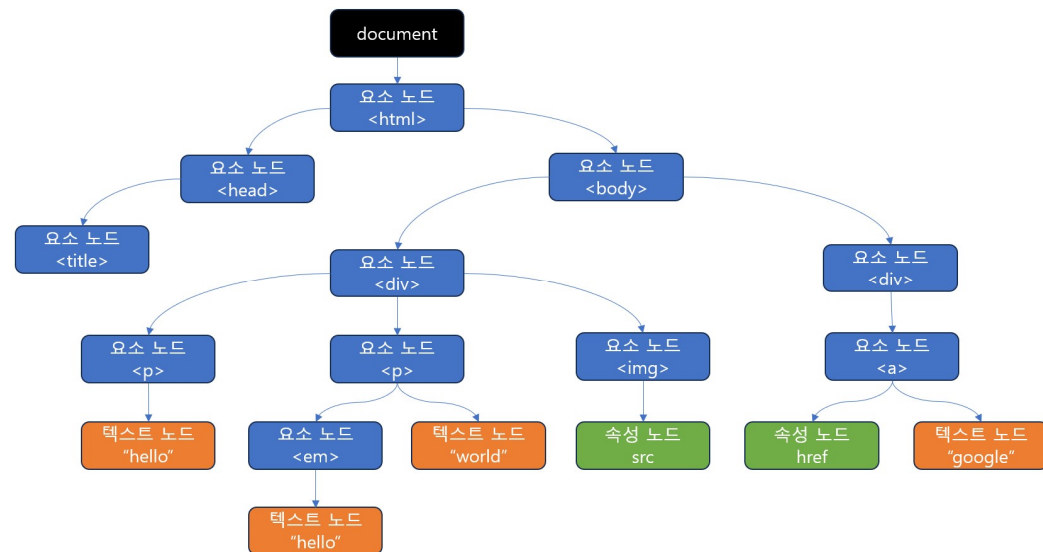 document
요소 노드
<html>
요소 노드
<head>
요소 노드
<body>
요소 노드
<title>
요소 노드
<div>
요소 노드
<div>
요소 노드
<p>
요소 노드
<p>
요소 노드
<img>
요소 노드
<a>
텍스트 노드
"hello"
요소 노드
<em>
텍스트 노드
"world"
속성 노드
src
속성 노드
href
텍스트 노드
"google"
텍스트 노드
"hello"